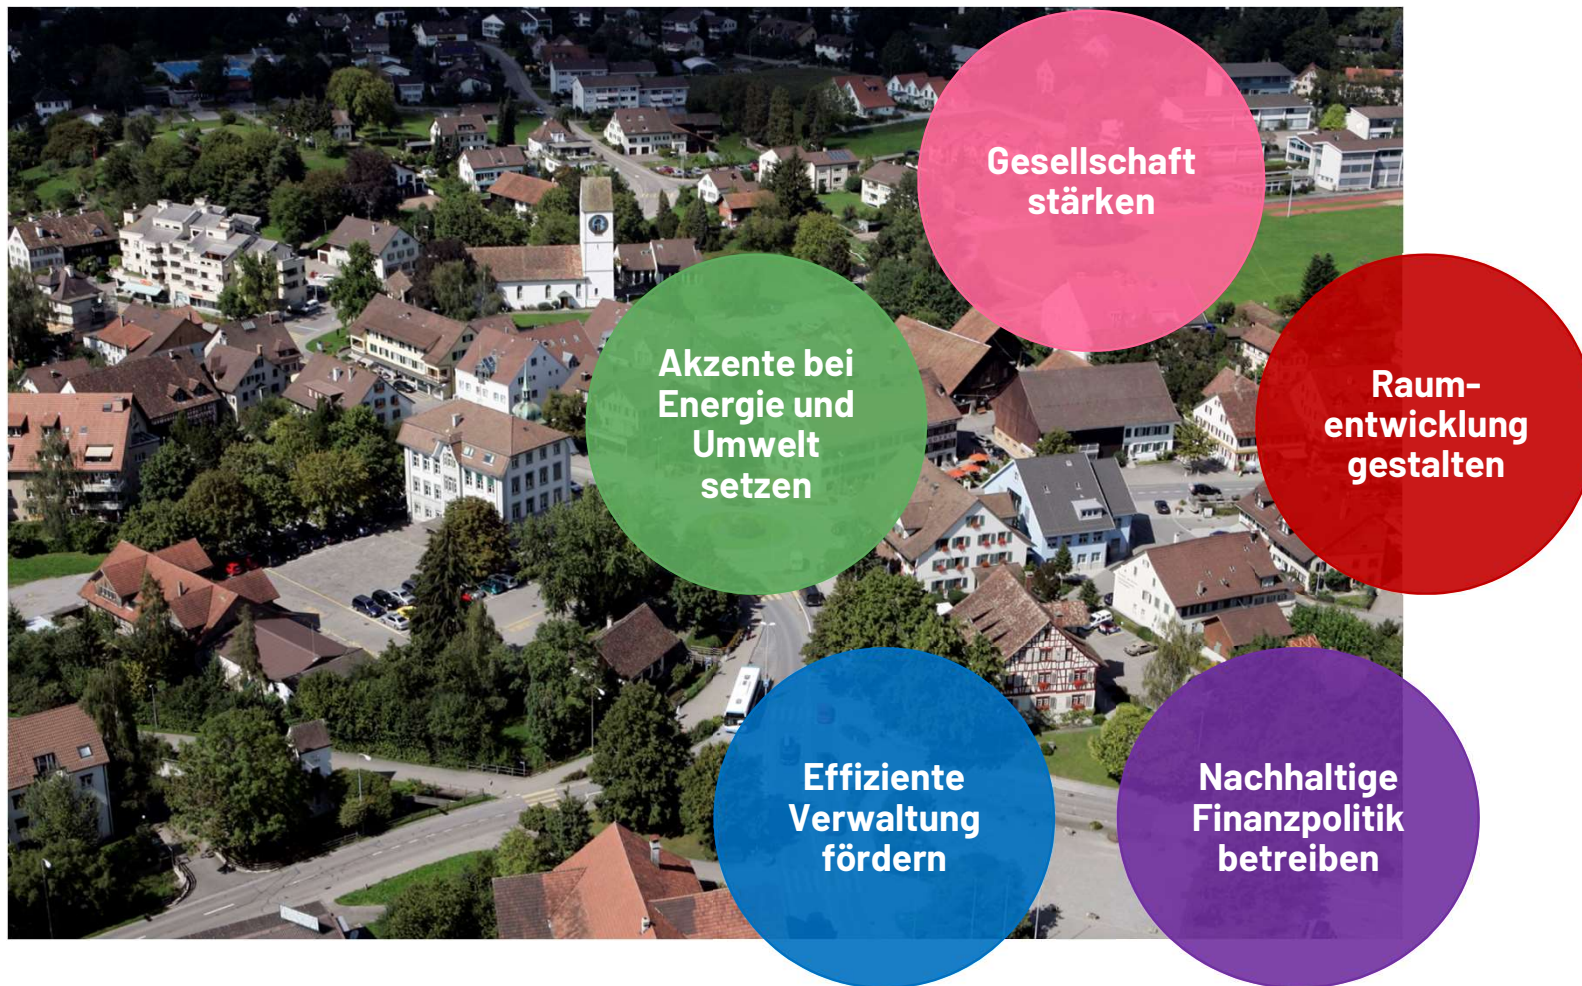 Gesellschaft
stärken
Akzente bei
Energie und
Umwelt
setzen
Raum-
entwicklung
gestalten
Effiziente
Verwaltung
fördern
Nachhaltige
Finanzpolitik
betreiben